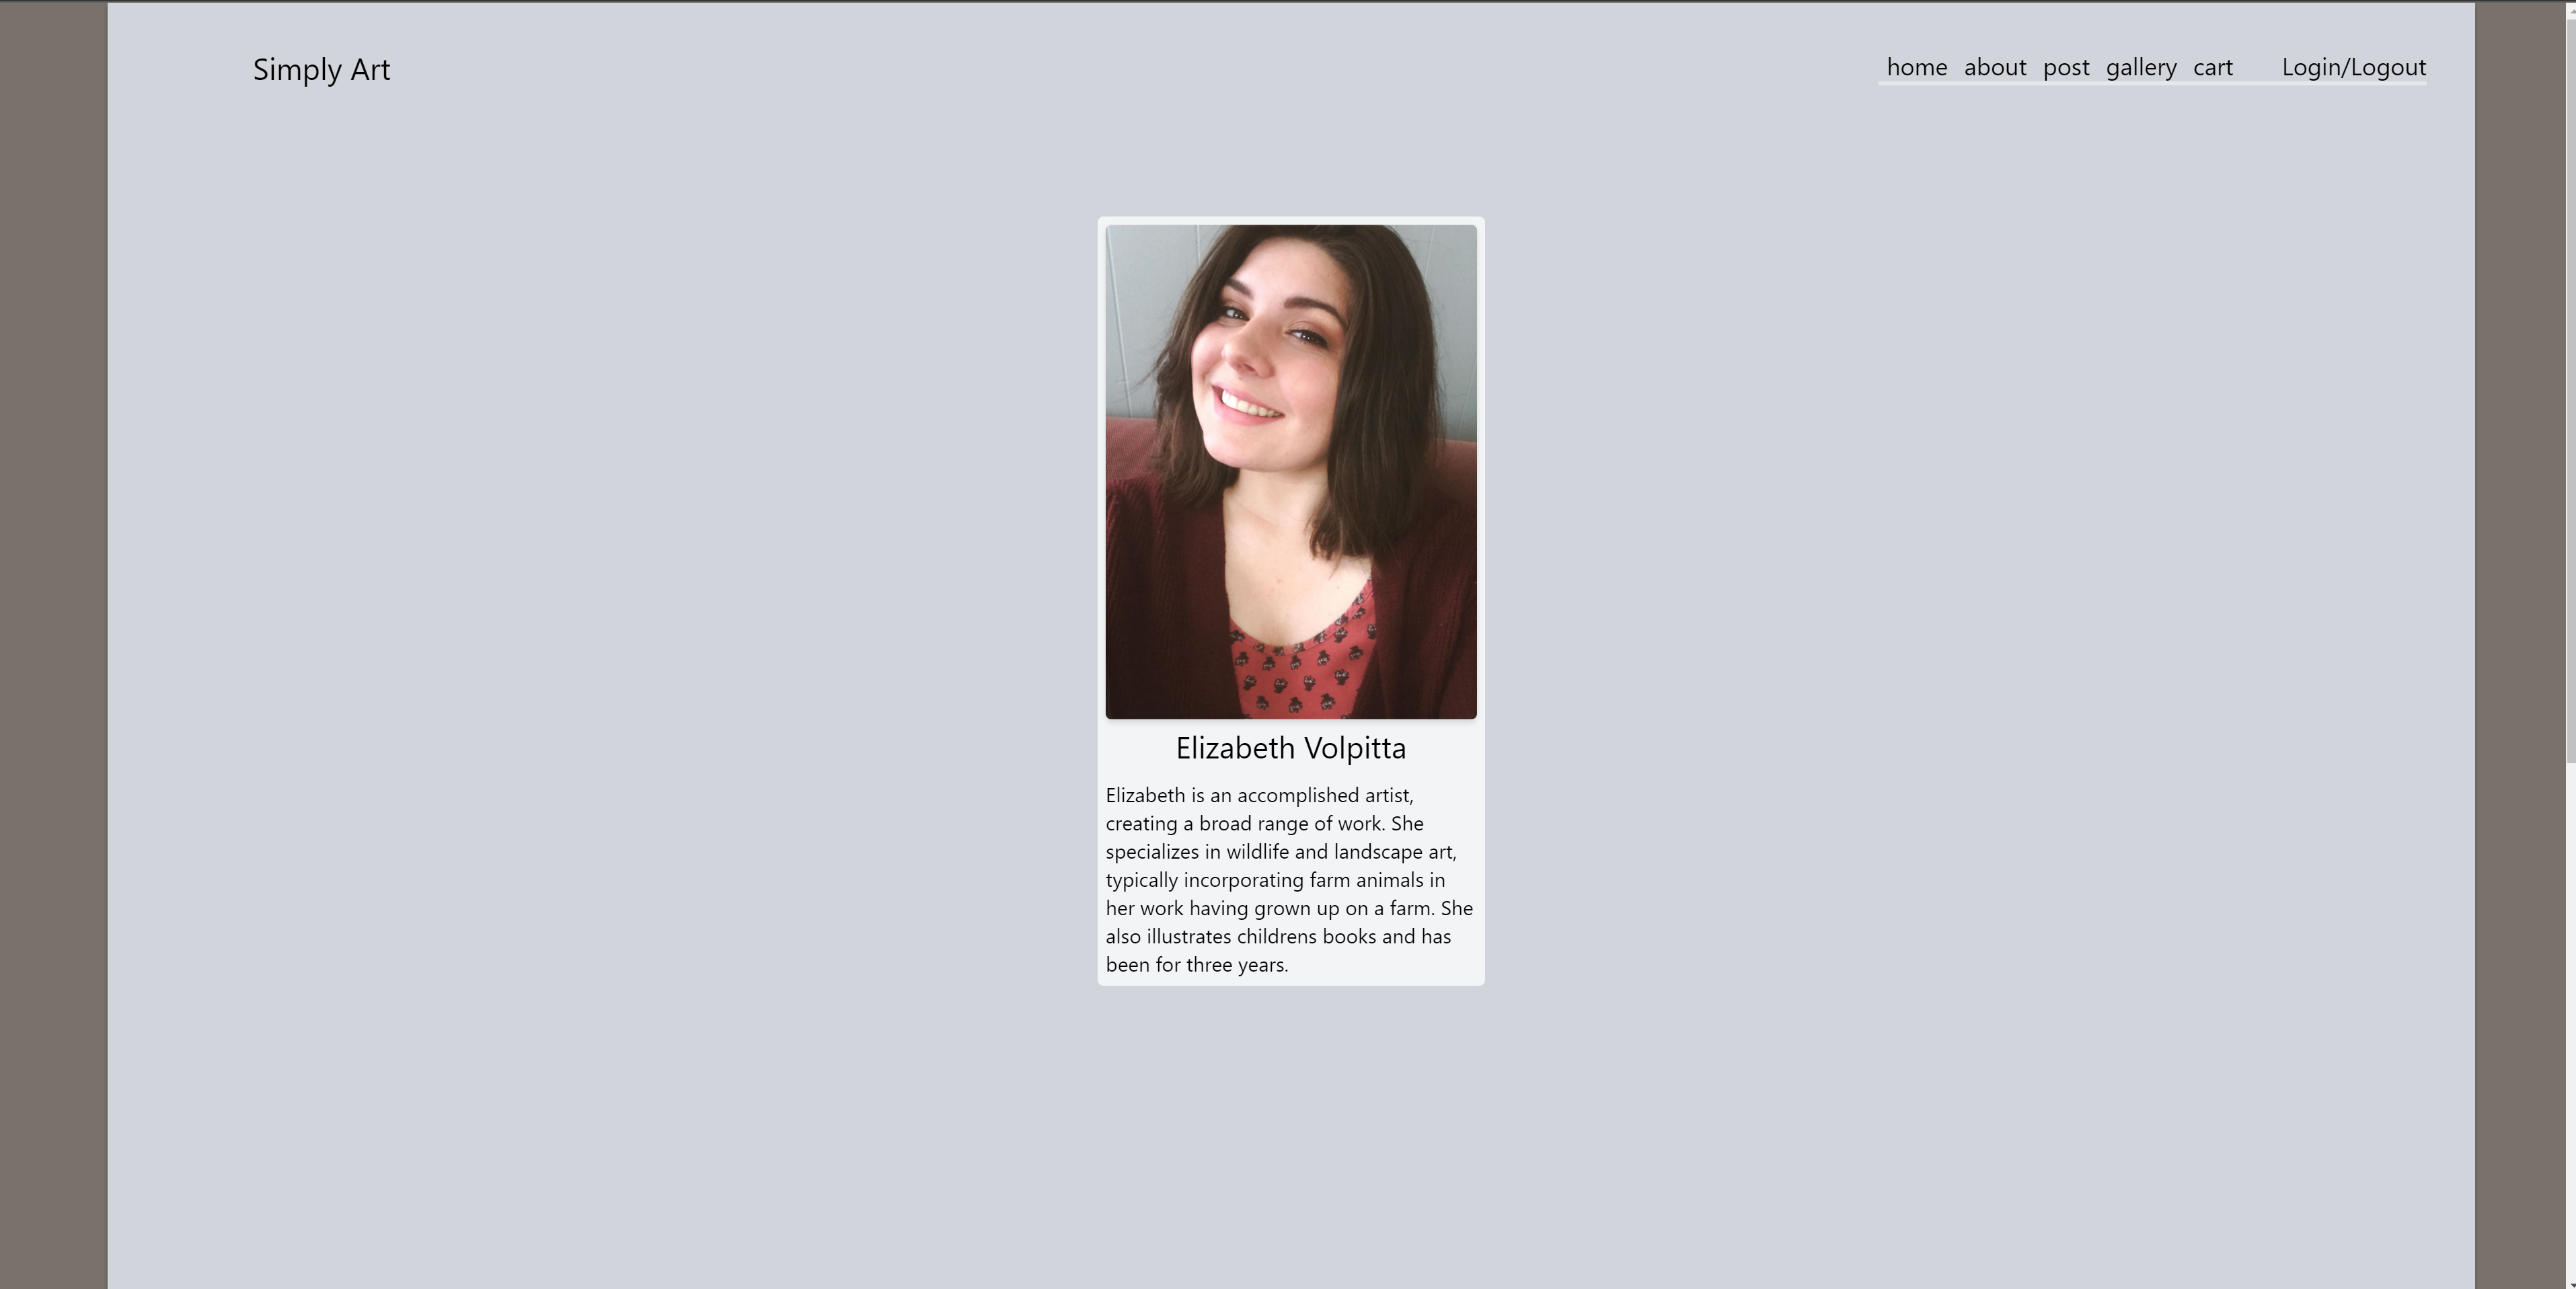 Simply Art
home about post gallery cart Login/Logout
Elizabeth Volpitta
Elizabeth is an accomplished artist,
creating a broad range of work. She
specializes in wildlife and landscape art,
typically incorporating farm animals in
her work having grown up on a farm. She
also illustrates childrens books and has
been for three years.